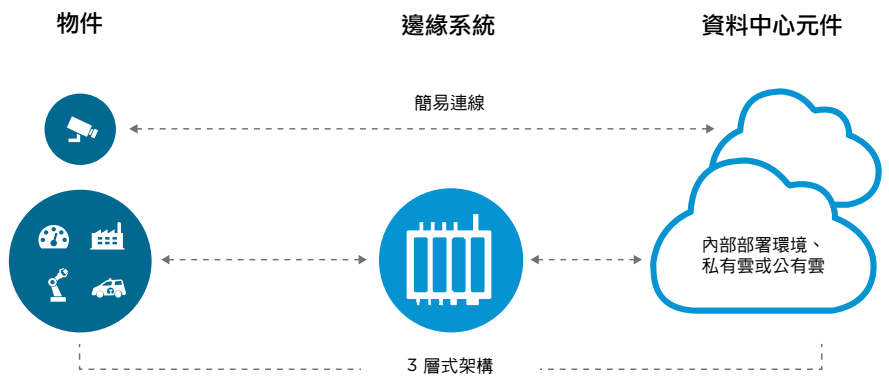 物件
邊緣系統
資料中心元件
簡易連線
內部部署環境、
私有雲或公有雲
3 層式架構